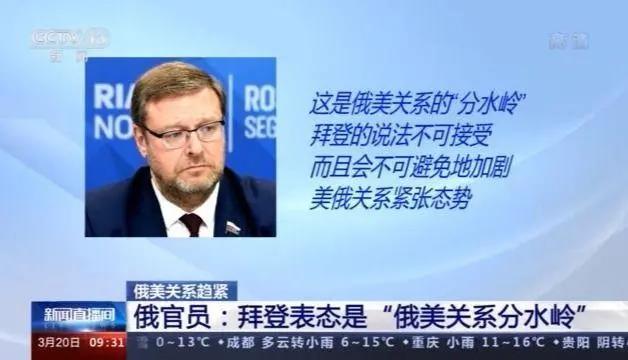 CCTV 13
新闻
高清
RIA
NO
RO
SEG
这是俄美关系的“分水岭”
拜登的说法不可接受
而且会不可避免地加剧
美俄关系紧张态势
俄美关系趋紧
新闻直播间
俄官员：拜登表态是“俄美关系分水岭”
3月20日 09:31
0~13℃ •成都 多云转小雨 6~15℃ •重庆 小雨 11~16℃ •贵阳 阴转